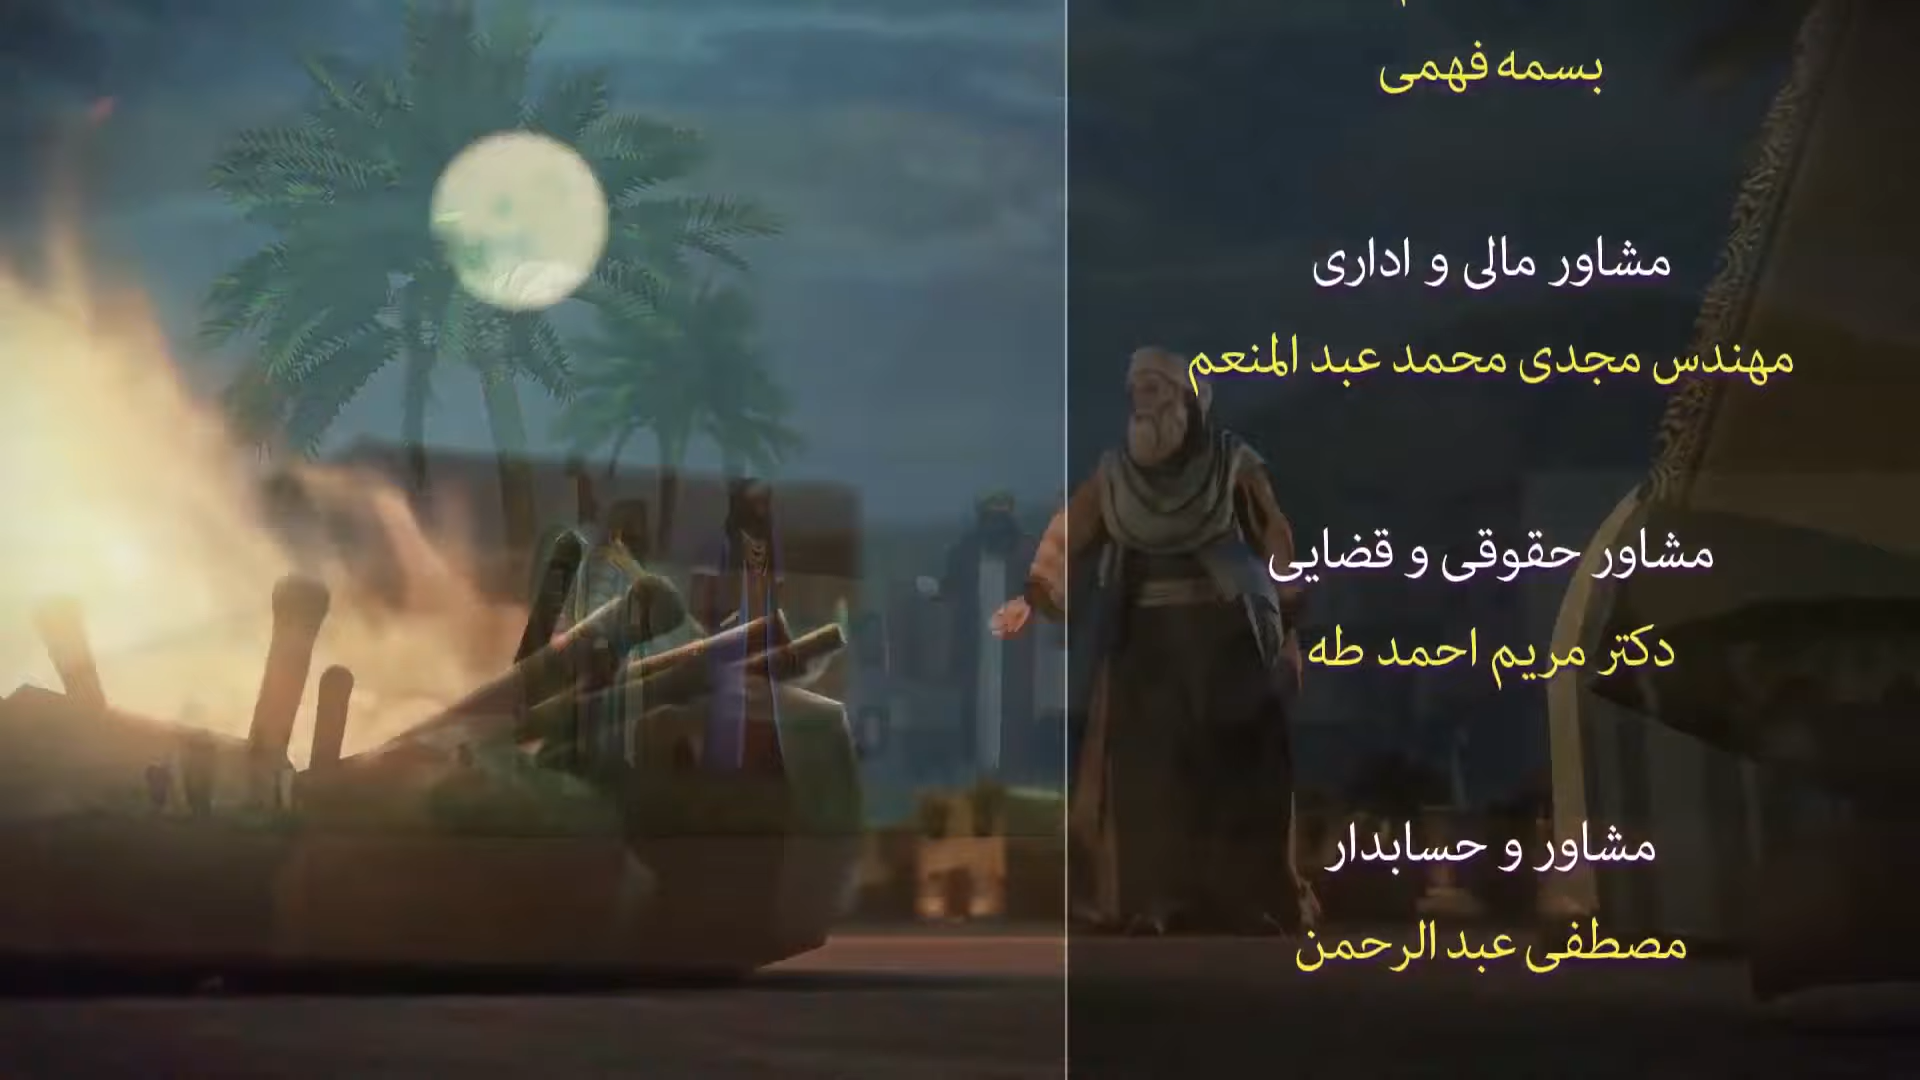 بسمه فهمی
مشاور مالی و اداری
مهندس مجدی محمد عبد المنعم
مشاور حقوقی و قضایی
دکتر مریم احمد طه
مشاور و حسابدار
مصطفی عبد الرحمن